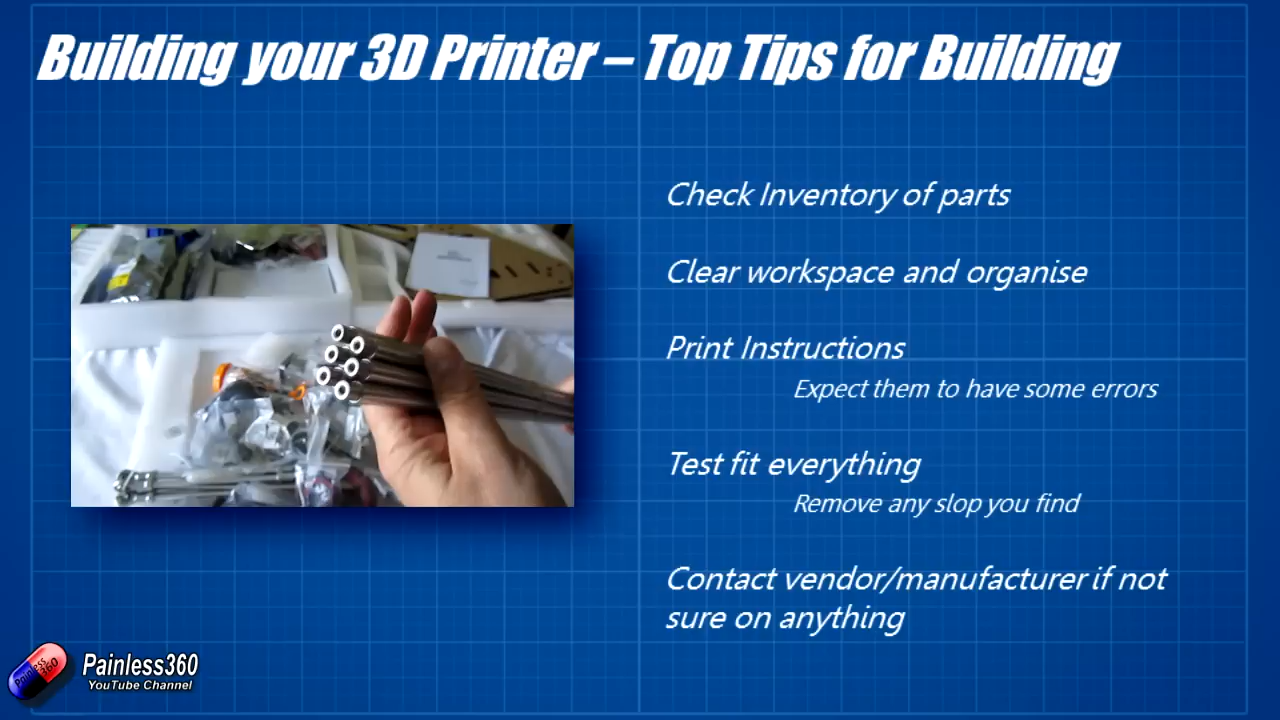 Building your 3D Printer – Top Tips for Building
Check Inventory of parts
Clear workspace and organise
Print Instructions
Expect them to have some errors
Test fit everything
Remove any slop you find
Contact vendor/manufacturer if not
sure on anything
Painless360
Painless360
YouTube Channel